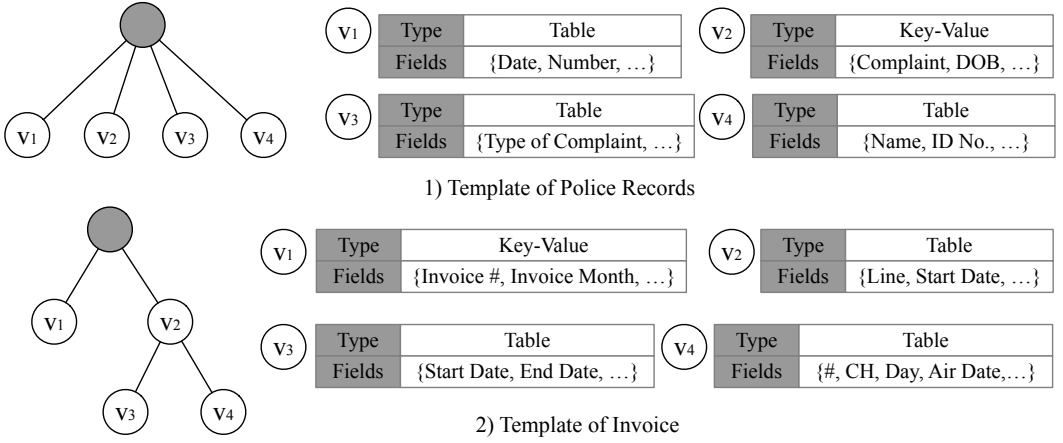 v1 v2 v3 v4
v1 Type Table
Fields {Date, Number, …}
v2 Type Key-Value
Fields {Complaint, DOB, …}
v3 Type Table
Fields {Type of Complaint, …}
v4 Type Table
Fields {Name, ID No., …}
1) Template of Police Records
v1 v2
v3 v4
v1 Type Key-Value
Fields {Invoice #, Invoice Month, …}
v2 Type Table
Fields {Line, Start Date, …}
v3 Type Table
Fields {Start Date, End Date, …}
v4 Type Table
Fields {#, CH, Day, Air Date,…}
2) Template of Invoice